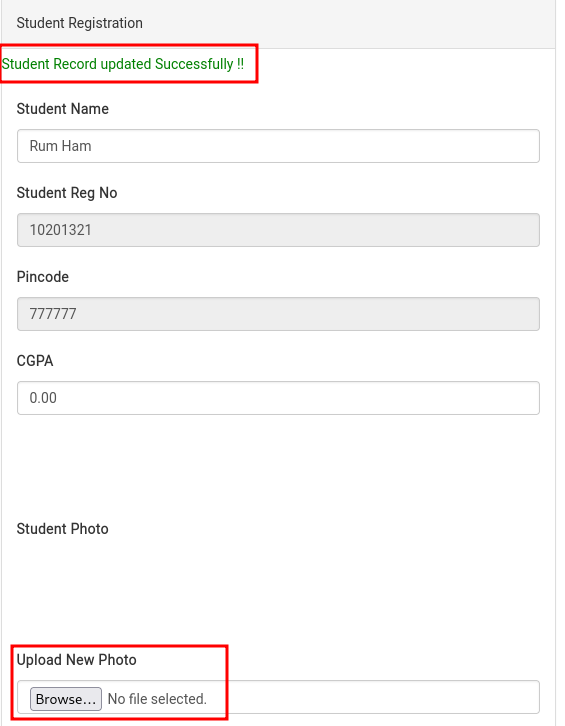 Student Registration
Student Record updated Successfully !!
Student Name
Rum Ham
Student Reg No
10201321
Pincode
777777
CGPA
0.00
Student Photo
Upload New Photo
Browse... No file selected.